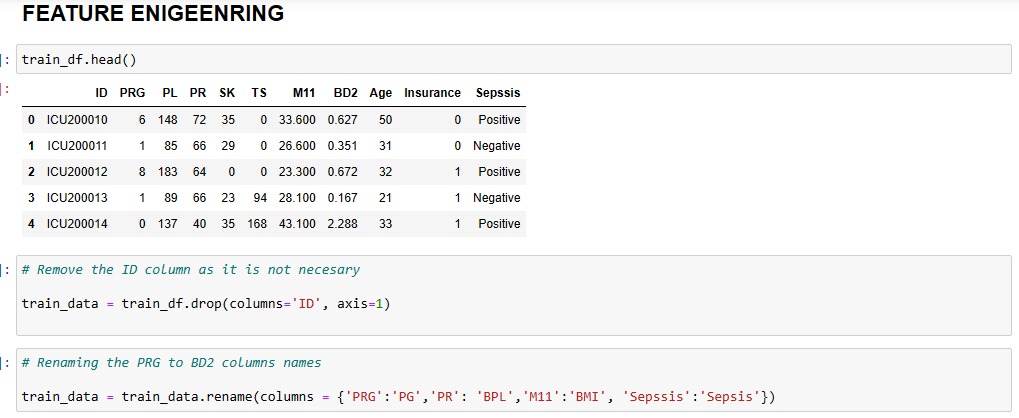 FEATURE ENIGEENRING
]: train_df.head()
]:
ID PRG PL PR SK TS M11 BD2 Age Insurance Sepssis
0 ICU200010 6 148 72 35 0 33.600 0.627 50 0 Positive
1 ICU200011 1 85 66 29 0 26.600 0.351 31 0 Negative
2 ICU200012 8 183 64 0 0 23.300 0.672 32 1 Positive
3 ICU200013 1 89 66 23 94 28.100 0.167 21 1 Negative
4 ICU200014 0 137 40 35 168 43.100 2.288 33 1 Positive
]: # Remove the ID column as it is not necesary
train_data = train_df.drop(columns='ID', axis=1)
]: # Renaming the PRG to BD2 columns names
train_data = train_data.rename(columns = {'PRG':'PG','PR': 'BPL','M11':'BMI', 'Sepssis':'Sepsis'})